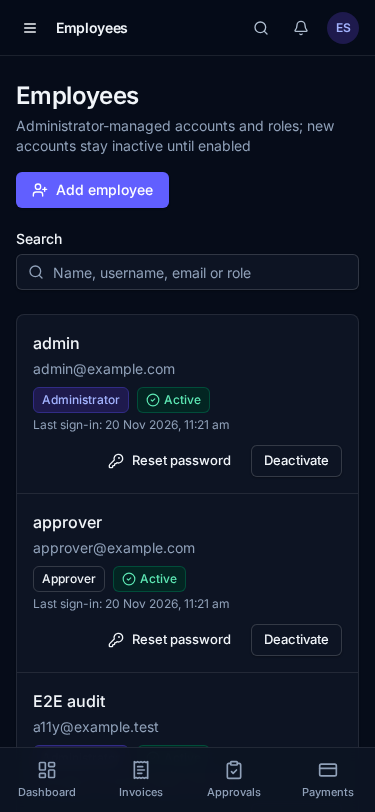 Employees
ES
Employees
Administrator-managed accounts and roles; new
accounts stay inactive until enabled
Add employee
Search
Name, username, email or role
admin
admin@example.com
Administrator
Active
Last sign-in: 20 Nov 2026, 11:21 am
Reset password
Deactivate
approver
approver@example.com
Approver
Active
Last sign-in: 20 Nov 2026, 11:21 am
Reset password
Deactivate
E2E audit
a11y@example.test
Dashboard
Invoices
Approvals
Payments